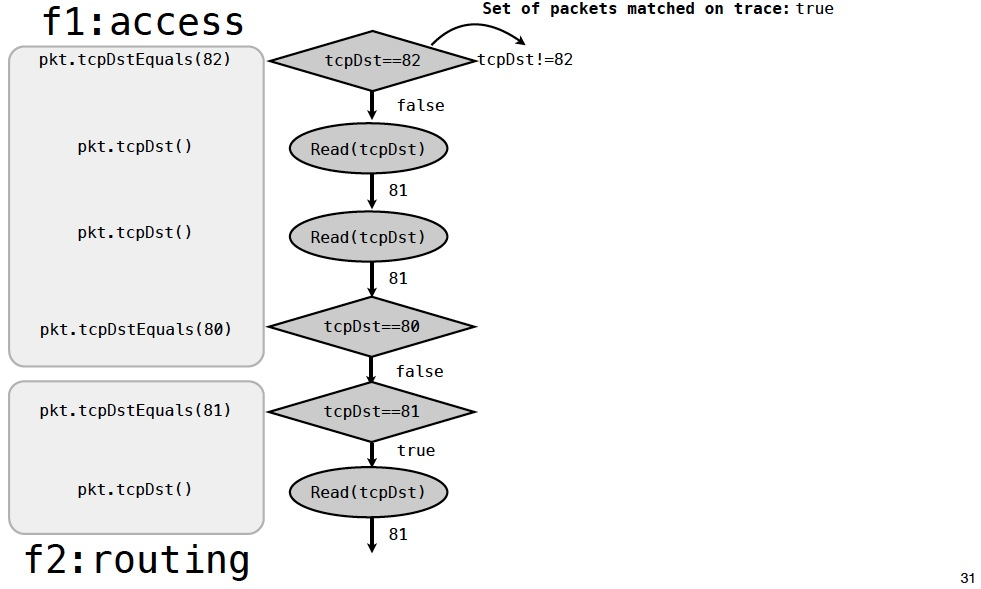 f1:access
Set of packets matched on trace: true
pkt.tcpDstEquals(82)
tcpDst==82
tcpDst!=82
false
pkt.tcpDst()
Read(tcpDst)
81
pkt.tcpDst()
Read(tcpDst)
81
pkt.tcpDstEquals(80)
tcpDst==80
false
pkt.tcpDstEquals(81)
tcpDst==81
true
pkt.tcpDst()
Read(tcpDst)
81
f2:routing
31